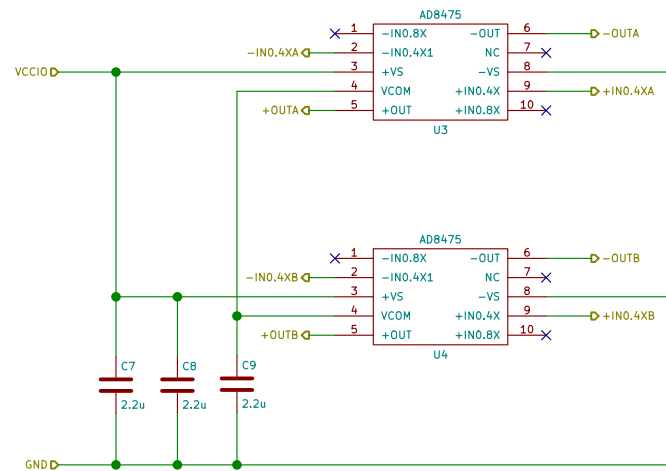 AD8475
1 -IN0.8X -OUT 6 -OUTA
-IN0.4XA 2 -IN0.4X1 NC 7
VCCIO 3 +VS -VS 8
4 VCOM +IN0.4X 9 +IN0.4XA
+OUTA 5 +OUT +IN0.8X 10
U3
AD8475
1 -IN0.8X -OUT 6 -OUTB
-IN0.4XB 2 -IN0.4X1 NC 7
3 +VS -VS 8
4 VCOM +IN0.4X 9 +IN0.4XB
+OUTB 5 +OUT +IN0.8X 10
U4
C7 C8 C9
2.2u 2.2u 2.2u
GND